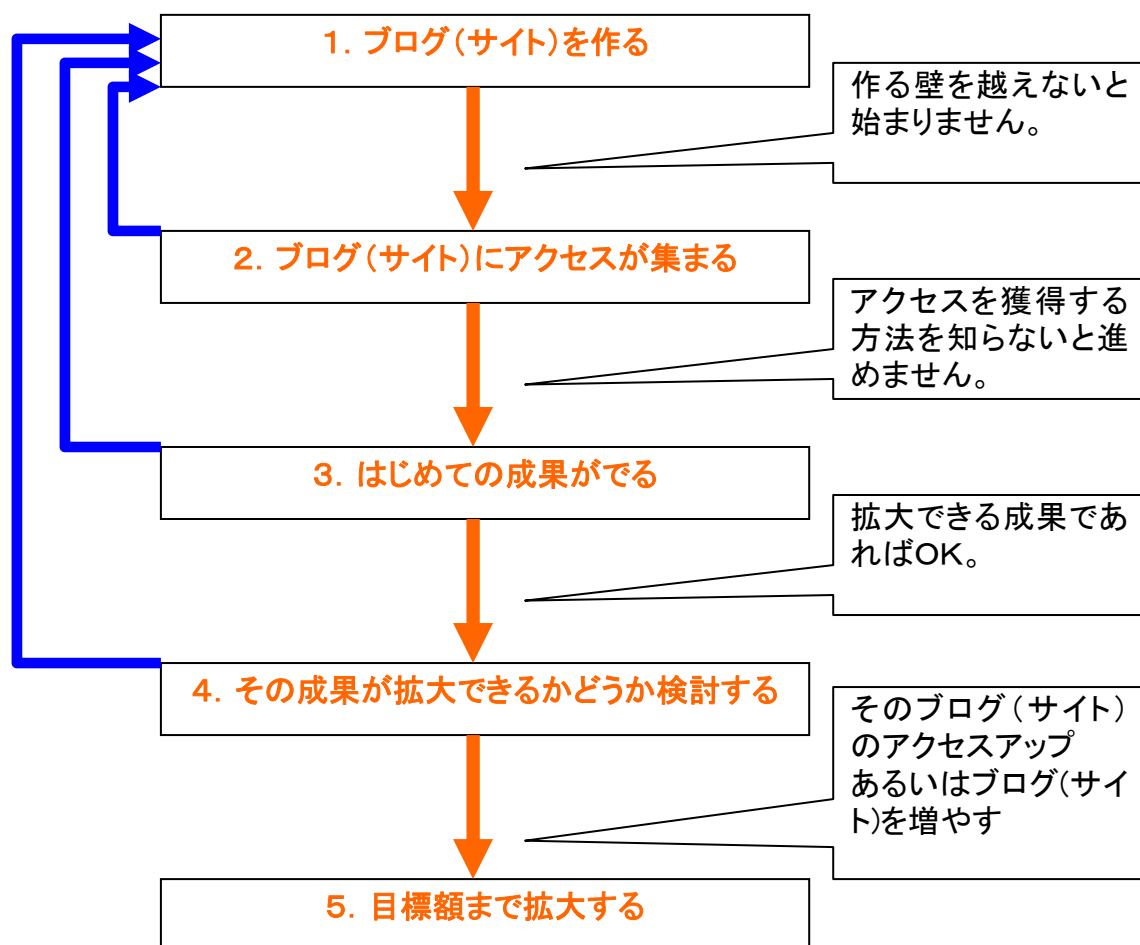 １．ブログ（サイト）を作る
作る壁を越えないと
始まりません。
２．ブログ（サイト）にアクセスが集まる
アクセスを獲得する
方法を知らないと進
めません。
３．はじめての成果がでる
拡大できる成果であ
ればＯＫ。
４．その成果が拡大できるかどうか検討する
そのブログ（サイト）
のアクセスアップ
あるいはブログ(サイ
ト)を増やす
５．目標額まで拡大する